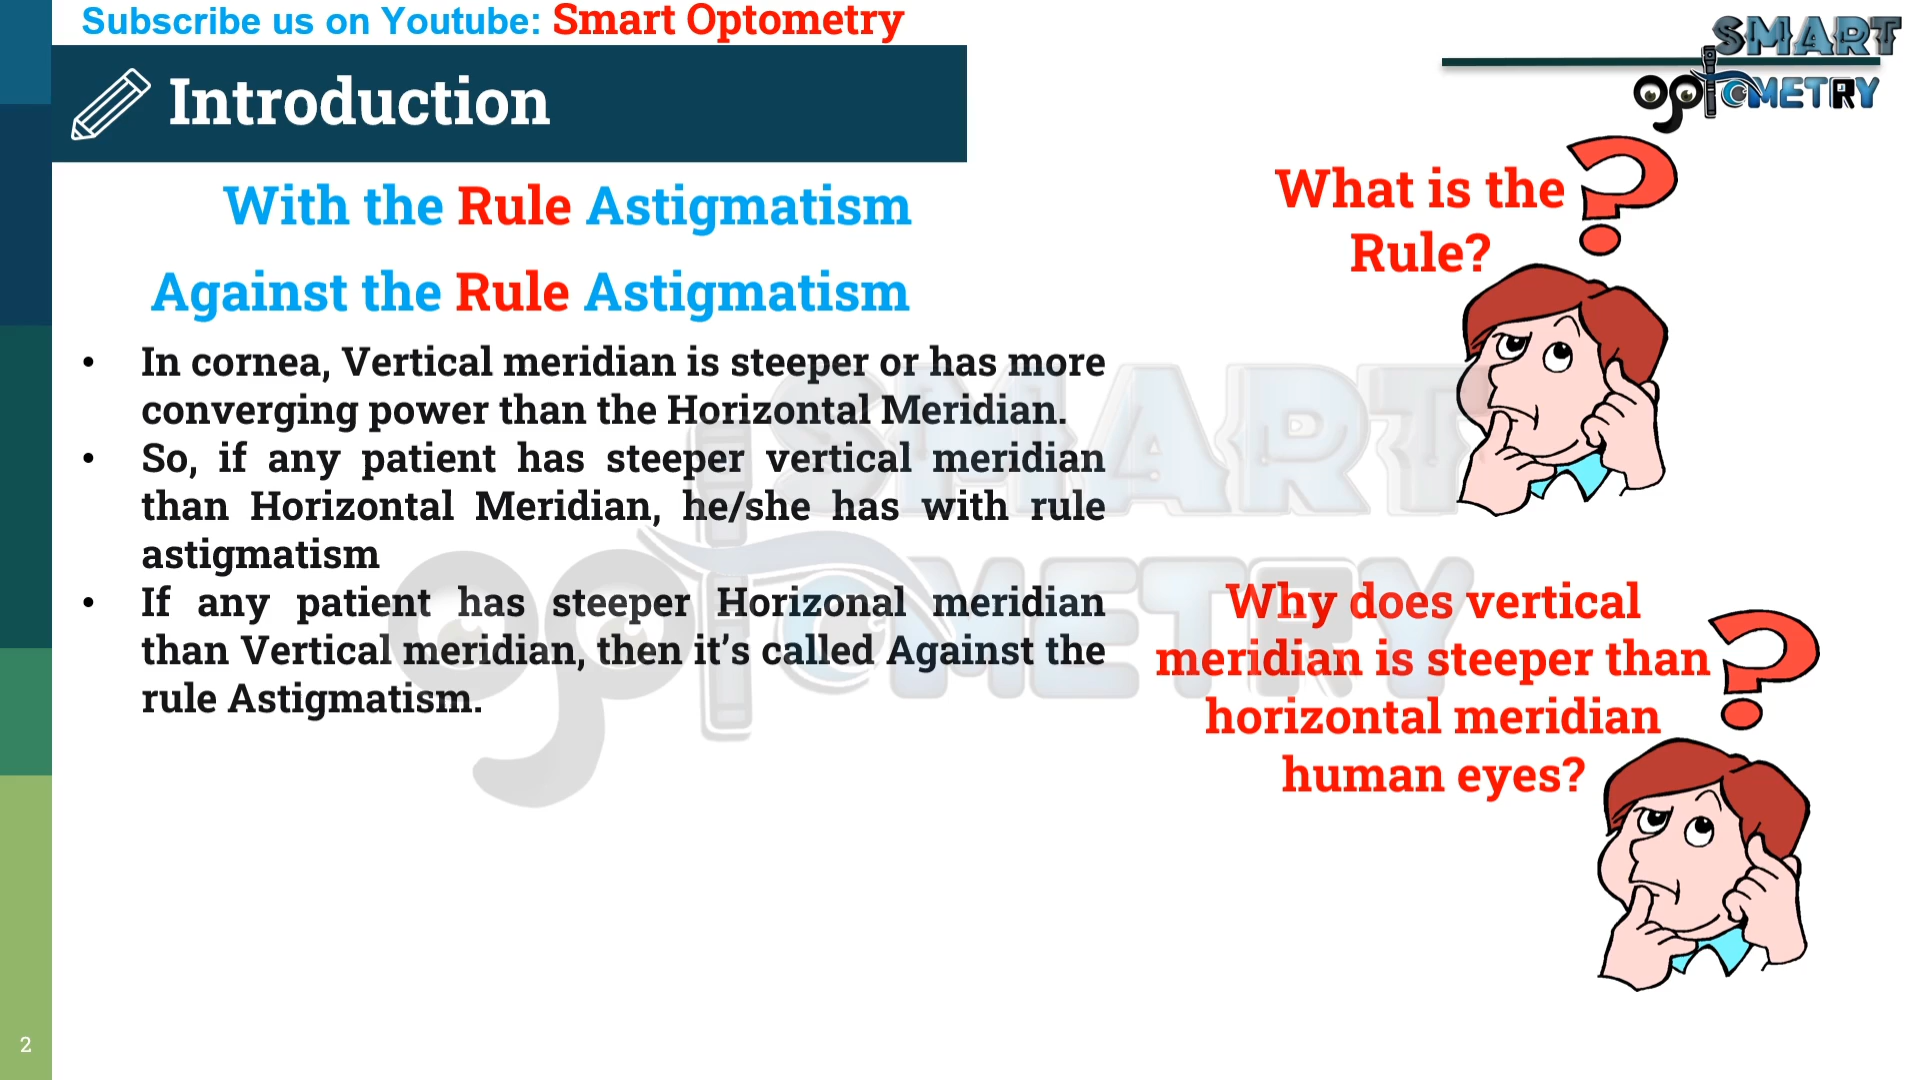 Subscribe us on Youtube: Smart Optometry
SMART
OPTOMETRY
Introduction
With the Rule Astigmatism
Against the Rule Astigmatism
• In cornea, Vertical meridian is steeper or has more
converging power than the Horizontal Meridian.
• So, if any patient has steeper vertical meridian
than Horizontal Meridian, he/she has with rule
astigmatism
• If any patient has steeper Horizonal meridian
than Vertical meridian, then it’s called Against the
rule Astigmatism.
What is the
Rule?
Why does vertical
meridian is steeper than
horizontal meridian
human eyes?
SMART
OPTOMETRY
2